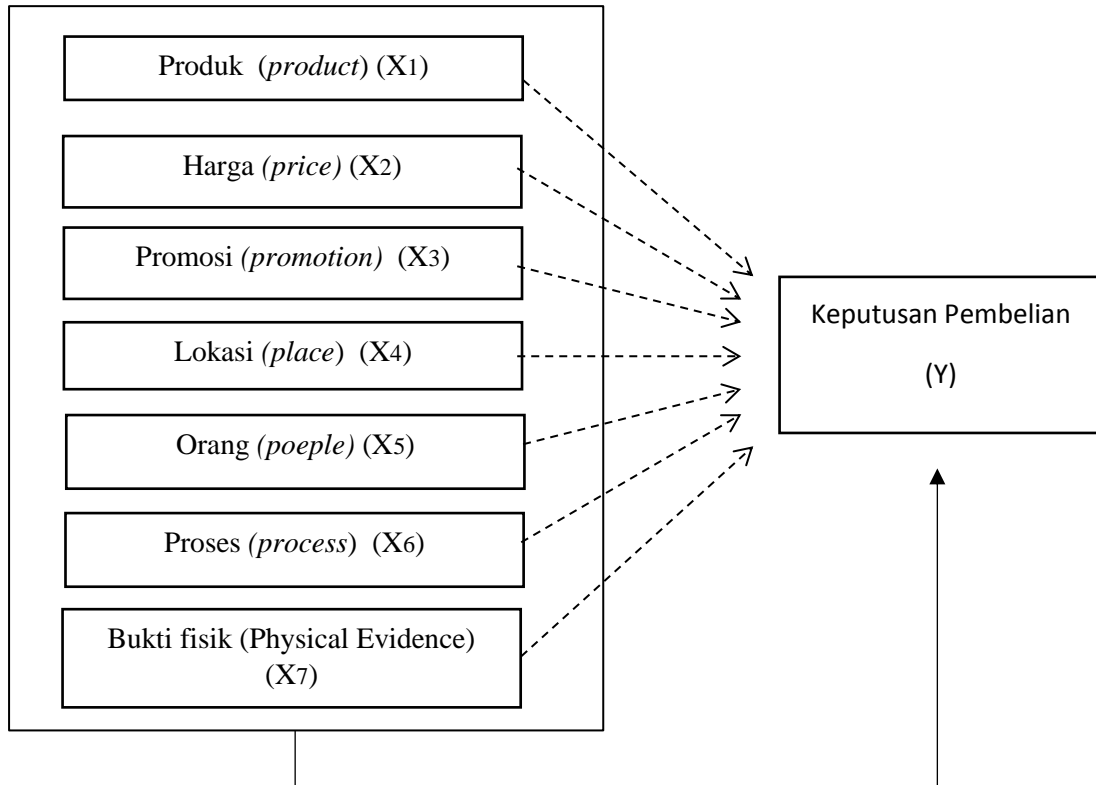 Produk (product) (X1)
Harga (price) (X2)
Promosi (promotion) (X3)
Lokasi (place) (X4)
Orang (poeple) (X5)
Proses (process) (X6)
Bukti fisik (Physical Evidence)
(X7)
Keputusan Pembelian
(Y)